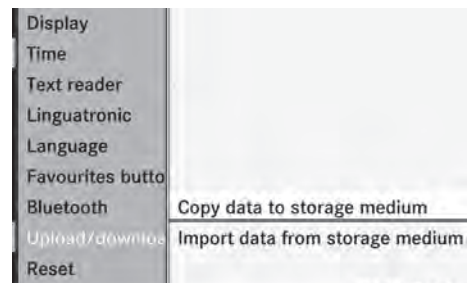 Display
Time
Text reader
Linguatronic
Language
Favourites butto
Bluetooth
Copy data to storage medium
Upload/downloa
Import data from storage medium
Reset